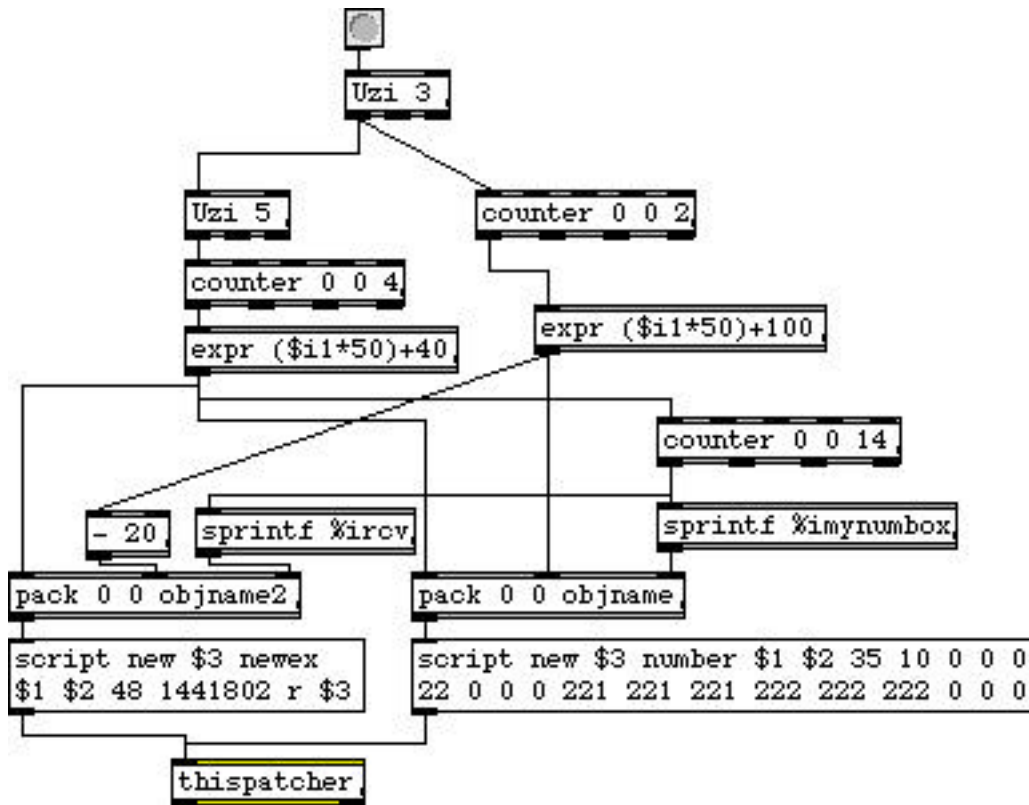 Uzi 3
Uzi 5
counter 0 0 2
counter 0 0 4
expr ($i1*50)+100
expr ($i1*50)+40
counter 0 0 14
- 20
sprintf %ircv
sprintf %imynumbox
pack 0 0 objname2
pack 0 0 objname
script new $3 newex
$1 $2 48 1441802 r $3
script new $3 number $1 $2 35 10 0 0 0
22 0 0 0 221 221 221 222 222 222 0 0 0
thispatcher